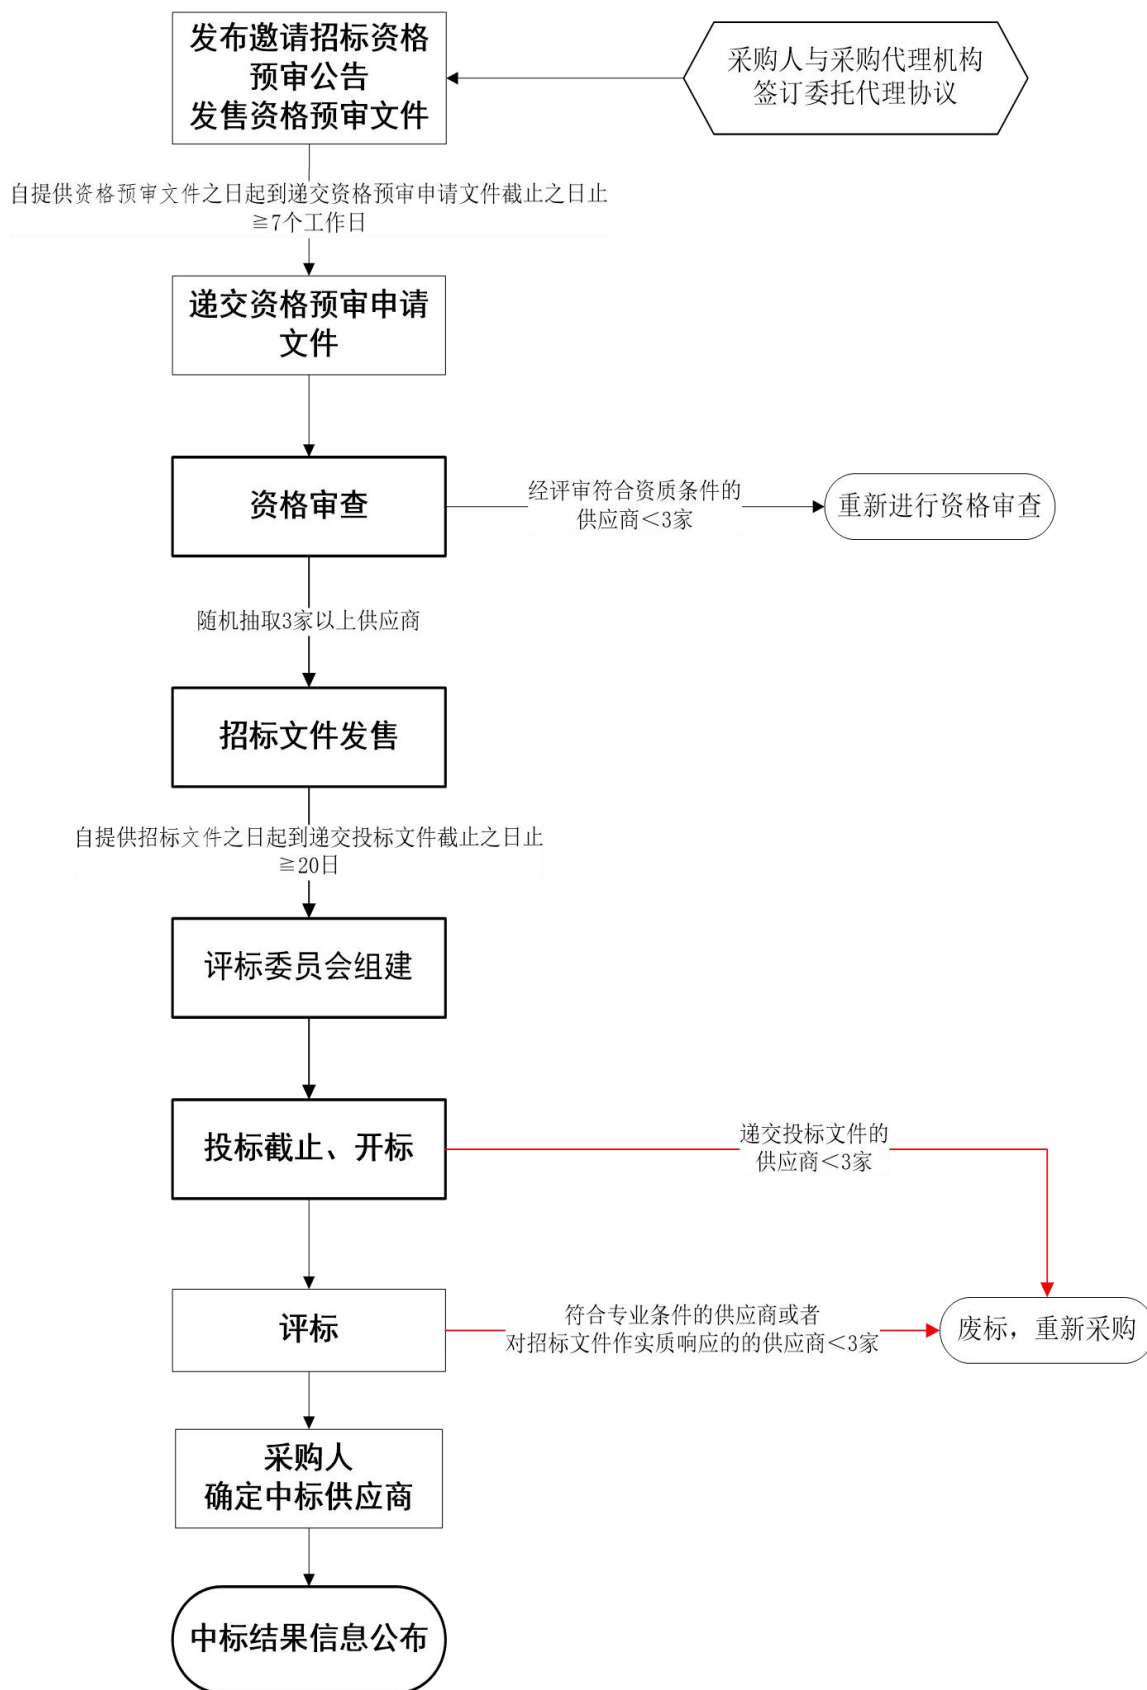 发布邀请招标资格
预审公告
发售资格预审文件
采购人与采购代理机构
签订委托代理协议
自提供资格预审文件之日起到递交资格预审申请文件截止之日止
≧7个工作日
递交资格预审申请
文件
资格审查
经评审符合资质条件的
供应商<3家
重新进行资格审查
随机抽取3家以上供应商
招标文件发售
自提供招标文件之日起到递交投标文件截止之日止
≧20日
评标委员会组建
投标截止、开标
递交投标文件的
供应商<3家
评标
符合专业条件的供应商或者
对招标文件作实质响应的的供应商<3家
废标，重新采购
采购人
确定中标供应商
中标结果信息公布